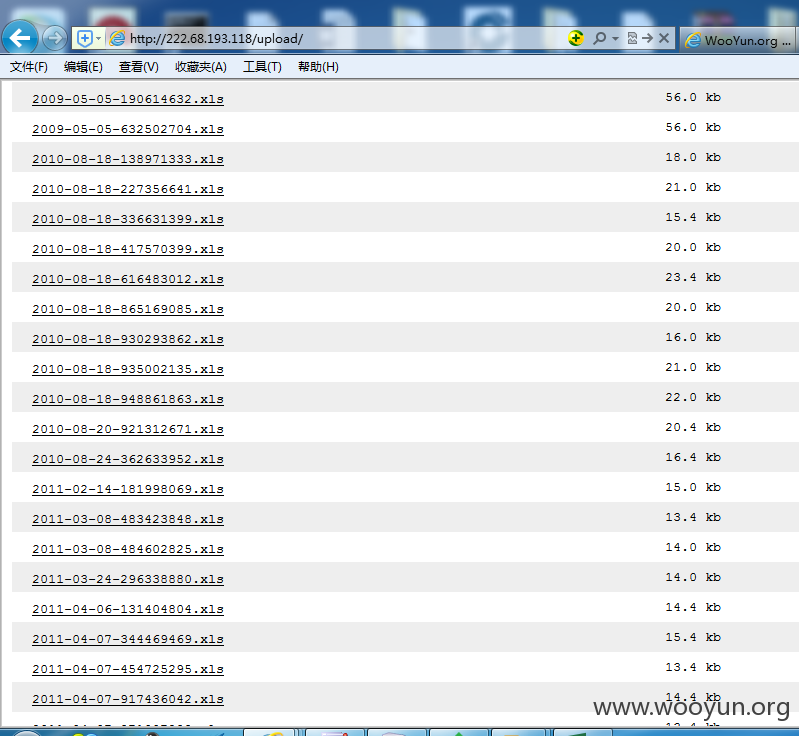 http://222.68.193.118/upload/
WooYun.org ...
文件(F) 编辑(E) 查看(V) 收藏夹(A) 工具(T) 帮助(H)
2009-05-05-190614632.xls 56.0 kb
2009-05-05-632502704.xls 56.0 kb
2010-08-18-138971333.xls 18.0 kb
2010-08-18-227356641.xls 21.0 kb
2010-08-18-336631399.xls 15.4 kb
2010-08-18-417570399.xls 20.0 kb
2010-08-18-616483012.xls 23.4 kb
2010-08-18-865169085.xls 20.0 kb
2010-08-18-930293862.xls 16.0 kb
2010-08-18-935002135.xls 21.0 kb
2010-08-18-948861863.xls 22.0 kb
2010-08-20-921312671.xls 20.4 kb
2010-08-24-362633952.xls 16.4 kb
2011-02-14-181998069.xls 15.0 kb
2011-03-08-483423848.xls 13.4 kb
2011-03-08-484602825.xls 14.0 kb
2011-03-24-296338880.xls 14.0 kb
2011-04-06-131404804.xls 14.4 kb
2011-04-07-344469469.xls 15.4 kb
2011-04-07-454725295.xls 13.4 kb
2011-04-07-917436042.xls 14.4 kb
www.wooyun.org